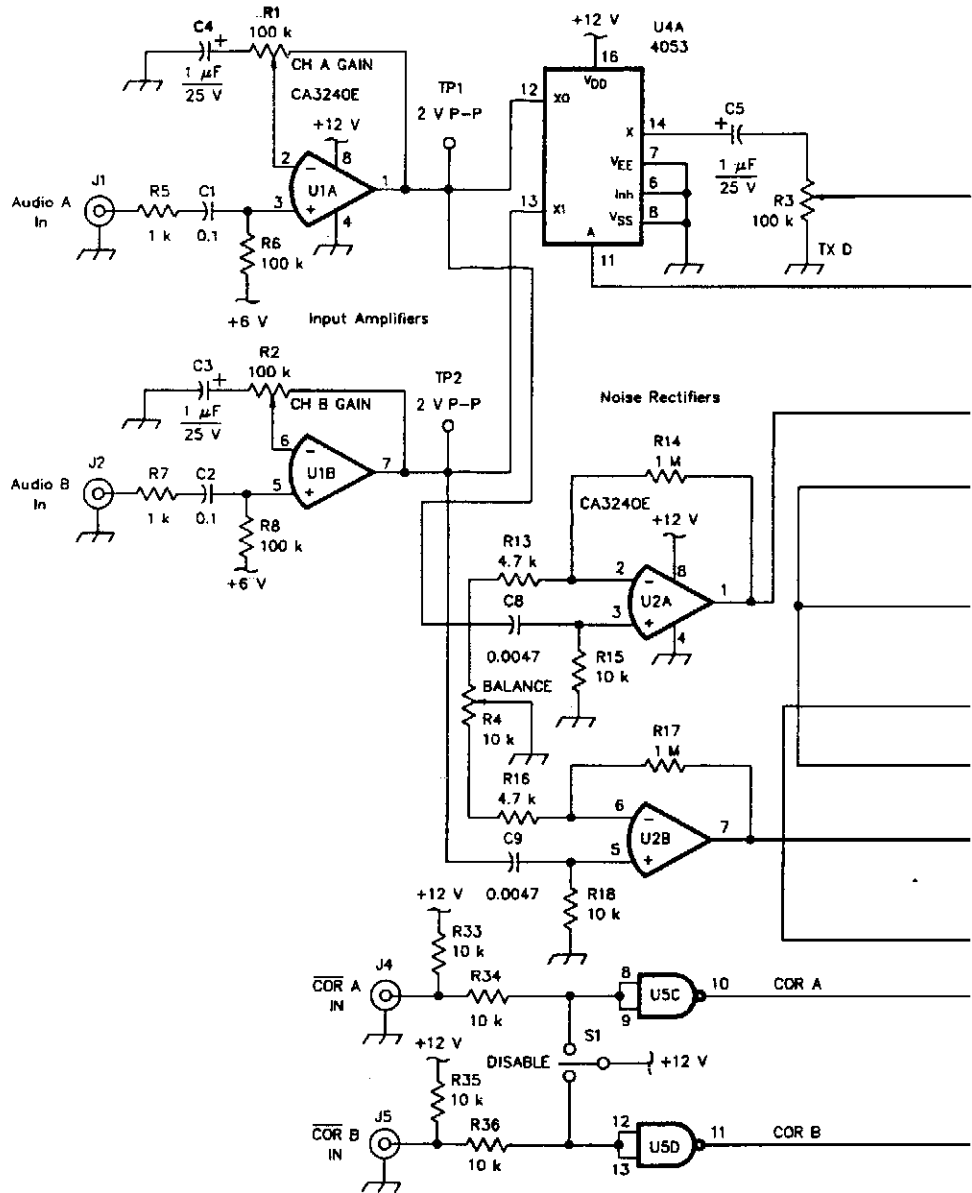 R1
100 k
C4
+
1 µF
25 V
CH A GAIN
CA3240E
+12 V
2
8
−
U1A
1
3
+
4
J1
Audio A
In
R5
1 k
C1
0.1
R6
100 k
+6 V
TP1
2 V P-P
+12 V
16
U4A
4053
VDD
12
X0
X
14
VEE
7
Inh
6
VSS
8
13
X1
A
11
C5
+
1 µF
25 V
R3
100 k
TX D
Input Amplifiers
R2
100 k
C3
+
1 µF
25 V
CH B GAIN
6
−
U1B
7
5
+
J2
Audio B
In
R7
1 k
C2
0.1
R8
100 k
+6 V
TP2
2 V P-P
Noise Rectifiers
R14
1 M
CA3240E
+12 V
R13
4.7 k
2
8
−
U2A
1
3
+
4
C8
0.0047
R15
10 k
BALANCE
R4
10 k
R17
1 M
R16
4.7 k
6
−
U2B
7
5
+
C9
0.0047
R18
10 k
+12 V
R33
10 k
J4
COR A
IN
R34
10 k
8
9
U5C
10
COR A
S1
DISABLE
+12 V
+12 V
R35
10 k
J5
COR B
IN
R36
10 k
12
13
U5D
11
COR B